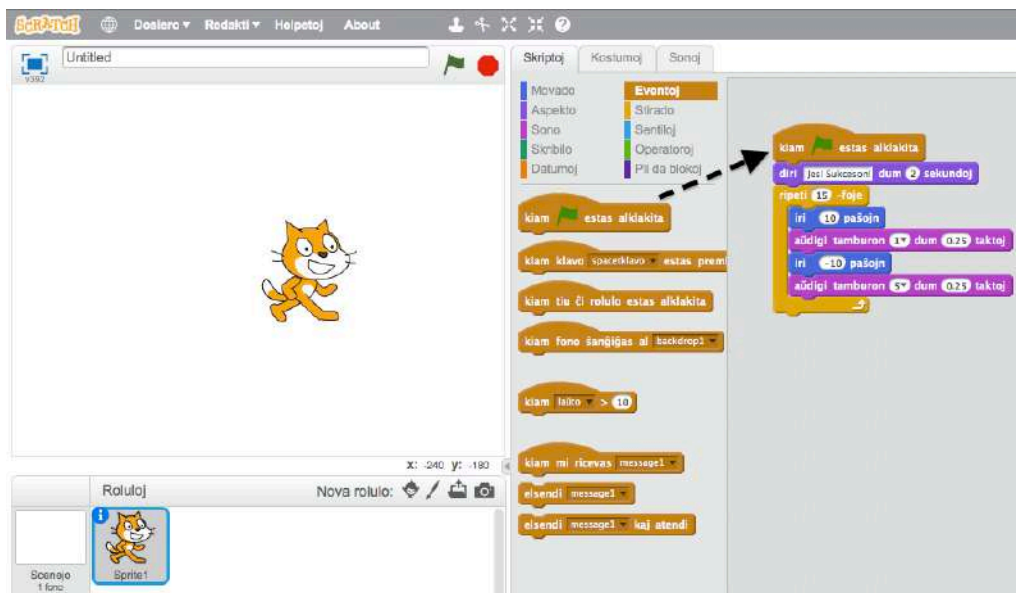 SCRATCH Dosiero Redakti Helpetoj About
Untitled
v392
Skriptoj Kostumoj Sonoj
Movado Eventoj
Aspekto Stirado
Sono Sentiloj
Skribilo Operatoroj
Datumoj Pli da blokoj
kiam estas alklakita
kiam klavo spacetklavo estas premi
kiam tiu ĉi rolulo estas alklakita
kiam fono ŝanĝiĝas al backdrop1
kiam > 10
kiam mi ricevas message1
elsendi message1
elsendi message1 kaj atendi
kiam estas alklakita
diri Jes! Sukceson! dum 2 sekundoj
ripeti 15 -foje
iri 10 paŝojn
aŭdigi tamburon 1 dum 0.25 taktoj
iri -10 paŝojn
aŭdigi tamburon 5 dum 0.25 taktoj
x: -240 y: -180
Roluloj Nova rolulo:
Scenejo
1 fono
Sprite1